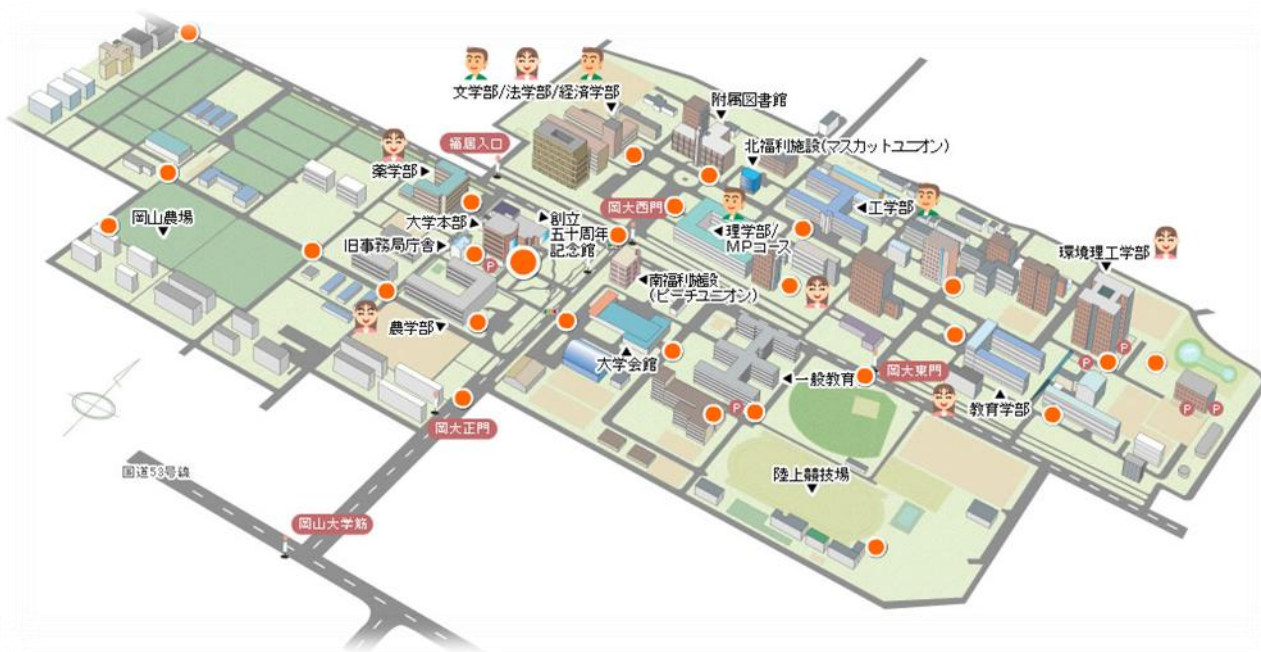 文学部/法学部/経済学部
附属図書館
福居入口
北福利施設(マスカットユニオン)
薬学部
岡大西門
工学部
大学本部
創立
五十周年
記念館
岡山農場
旧事務局庁舎
理学部/
MPコース
環境理工学部
P
南福利施設
(ピーチユニオン)
農学部
大学会館
P
P
岡大東門
一般教育
P
教育学部
P
P
岡大正門
国道53号線
陸上競技場
岡山大学筋